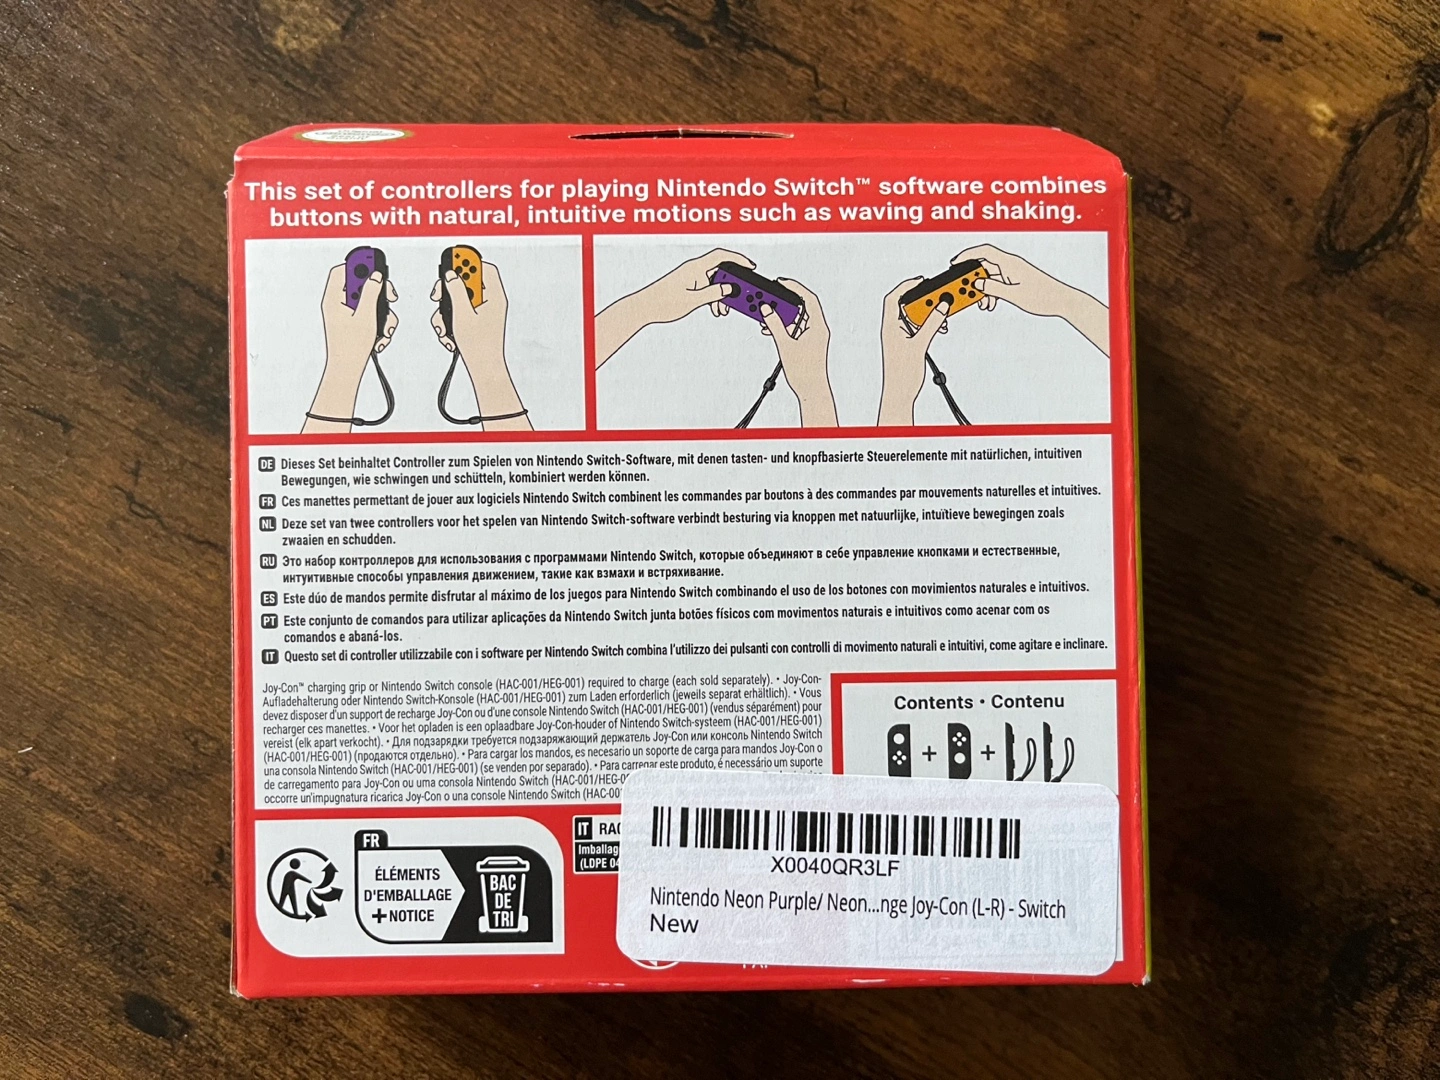 This set of controllers for playing Nintendo Switch™ software combines
buttons with natural, intuitive motions such as waving and shaking.
DE Dieses Set beinhaltet Controller zum Spielen von Nintendo Switch-Software, mit denen tasten- und knopfbasierte Steuerelemente mit natürlichen, intuitiven
Bewegungen, wie schwingen und schütteln, kombiniert werden können.
FR Ces manettes permettant de jouer aux logiciels Nintendo Switch combinent les commandes par boutons à des commandes par mouvements naturelles et intuitives.
NL Deze set van twee controllers voor het spelen van Nintendo Switch-software verbindt besturing via knoppen met natuurlijke, intuïtieve bewegingen zoals
zwaaien en schudden.
RU Это набор контроллеров для использования с программами Nintendo Switch, которые объединяют в себе управление кнопками и естественные,
интуитивные способы управления движением, такие как взмахи и встряхивание.
ES Este dúo de mandos permite disfrutar al máximo de los juegos para Nintendo Switch combinando el uso de los botones con movimientos naturales e intuitivos.
PT Este conjunto de comandos para utilizar aplicações da Nintendo Switch junta botões físicos com movimentos naturais e intuitivos como acenar com os
comandos e abaná-los.
IT Questo set di controller utilizzabile con i software per Nintendo Switch combina l'utilizzo dei pulsanti con controlli di movimento naturali e intuitivi, come agitare e inclinare.
Joy-Con™ charging grip or Nintendo Switch console (HAC-001/HEG-001) required to charge (each sold separately). • Joy-Con-
Aufladehalterung oder Nintendo Switch-Konsole (HAC-001/HEG-001) zum Laden erforderlich (jeweils separat erhältlich). • Vous
devez disposer d'un support de recharge Joy-Con ou d'une console Nintendo Switch (HAC-001/HEG-001) (vendus séparément) pour
recharger ces manettes. • Voor het opladen is een oplaadbare Joy-Con-houder of Nintendo Switch-systeem (HAC-001/HEG-001)
vereist (elk apart verkocht). • Для подзарядки требуется подзаряжающий держатель Joy-Con или консоль Nintendo Switch
(HAC-001/HEG-001) (продаются отдельно). • Para cargar los mandos, es necesario un soporte de carga para mandos Joy-Con o
una consola Nintendo Switch (HAC-001/HEG-001) (se venden por separado). • Para carregar este produto, é necessário um suporte
de carregamento para Joy-Con ou uma consola Nintendo Switch (HAC-001/HEG-0
occorre un'impugnatura ricarica Joy-Con o una console Nintendo Switch (HAC-00
Contents • Contenu
+ + 
FR
ÉLÉMENTS
D'EMBALLAGE
+ NOTICE
BAC
DE
TRI
IT RAC
Imballag
(LDPE 04
X0040QR3LF
Nintendo Neon Purple/ Neon...nge Joy-Con (L-R) - Switch
New